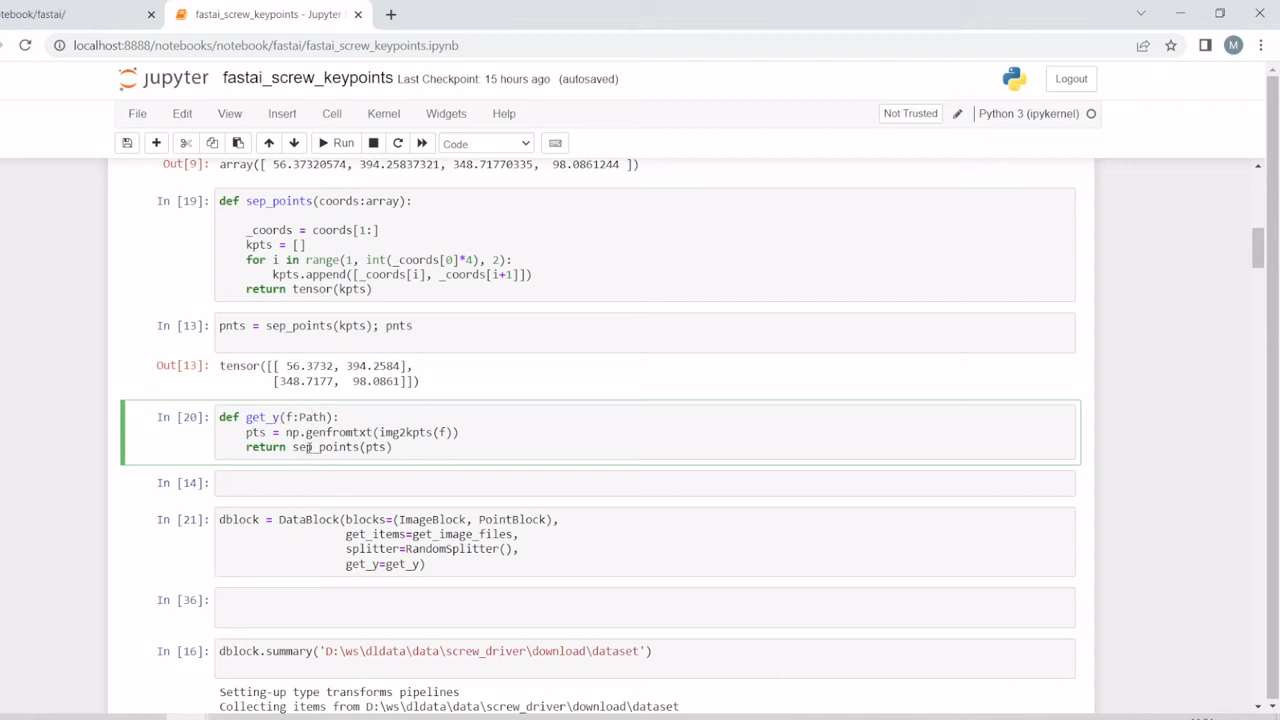 notebook/fastai/
fastai_screw_keypoints - Jupyter
localhost:8888/notebooks/notebook/fastai/fastai_screw_keypoints.ipynb
M
jupyter fastai_screw_keypoints Last Checkpoint: 15 hours ago (autosaved)
Logout
File Edit View Insert Cell Kernel Widgets Help
Not Trusted Python 3 (ipykernel)
Run Code
Out[9]: array([ 56.37320574, 394.25837321, 348.71770335, 98.0861244 ])
In [19]: def sep_points(coords:array):
_coords = coords[1:]
kpts = []
for i in range(1, int(_coords[0]*4), 2):
kpts.append([_coords[i], _coords[i+1]])
return tensor(kpts)
In [13]: pnts = sep_points(kpts); pnts
Out[13]: tensor([[ 56.3732, 394.2584],
[348.7177, 98.0861]])
In [20]: def get_y(f:Path):
pts = np.genfromtxt(img2kpts(f))
return sep_points(pts)
In [14]:
In [21]: dblock = DataBlock(blocks=(ImageBlock, PointBlock),
get_items=get_image_files,
splitter=RandomSplitter(),
get_y=get_y)
In [36]:
In [16]: dblock.summary('D:\ws\dldata\data\screw_driver\download\dataset')
Setting-up type transforms pipelines
Collecting items from D:\ws\dldata\data\screw_driver\download\dataset